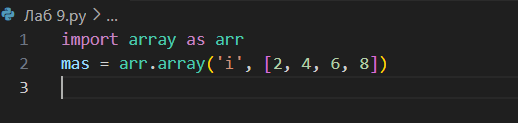 Лаб 9.py > ...
1 import array as arr
2 mas = arr.array('i', [2, 4, 6, 8])
3